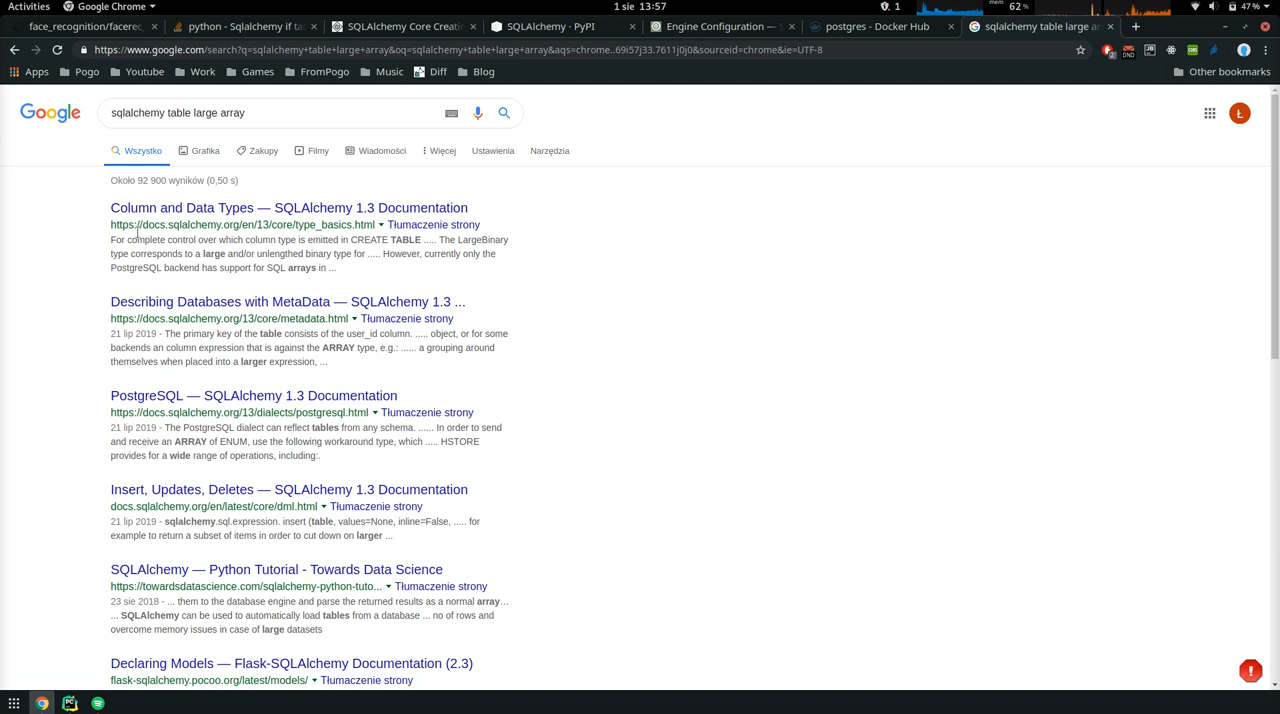 Activities Google Chrome 1 sie 13:57 1 mem 62 % 47 %
face_recognition/facerec python - Sqlalchemy if ta SQLAlchemy Core Creatin SQLAlchemy · PyPI Engine Configuration — S postgres - Docker Hub sqlalchemy table large ar
https://www.google.com/search?q=sqlalchemy+table+large+array&oq=sqlalchemy+table+large+array&aqs=chrome..69i57j33.7611j0j0&sourceid=chrome&ie=UTF-8
Apps Pogo Youtube Work Games FromPogo Music Diff Blog Other bookmarks
Google sqlalchemy table large array Ł
Wszystko Grafika Zakupy Filmy Wiadomości Więcej Ustawienia Narzędzia
Około 92 900 wyników (0,50 s)
Column and Data Types — SQLAlchemy 1.3 Documentation
https://docs.sqlalchemy.org/en/13/core/type_basics.html Tłumaczenie strony
For complete control over which column type is emitted in CREATE TABLE ..... The LargeBinary
type corresponds to a large and/or unlengthed binary type for ..... However, currently only the
PostgreSQL backend has support for SQL arrays in ...
Describing Databases with MetaData — SQLAlchemy 1.3 ...
https://docs.sqlalchemy.org/13/core/metadata.html Tłumaczenie strony
21 lip 2019 - The primary key of the table consists of the user_id column. ..... object, or for some
backends an column expression that is against the ARRAY type, e.g.: ...... a grouping around
themselves when placed into a larger expression, ...
PostgreSQL — SQLAlchemy 1.3 Documentation
https://docs.sqlalchemy.org/13/dialects/postgresql.html Tłumaczenie strony
21 lip 2019 - The PostgreSQL dialect can reflect tables from any schema. ...... In order to send
and receive an ARRAY of ENUM, use the following workaround type, which ..... HSTORE
provides for a wide range of operations, including:.
Insert, Updates, Deletes — SQLAlchemy 1.3 Documentation
docs.sqlalchemy.org/en/latest/core/dml.html Tłumaczenie strony
21 lip 2019 - sqlalchemy.sql.expression. insert (table, values=None, inline=False, ..... for
example to return a subset of items in order to cut down on larger ...
SQLAlchemy — Python Tutorial - Towards Data Science
https://towardsdatascience.com/sqlalchemy-python-tuto... Tłumaczenie strony
23 sie 2018 - ... them to the database engine and parse the returned results as a normal array…
... SQLAlchemy can be used to automatically load tables from a database ... no of rows and
overcome memory issues in case of large datasets
Declaring Models — Flask-SQLAlchemy Documentation (2.3)
flask-sqlalchemy.pocoo.org/latest/models/ Tłumaczenie strony